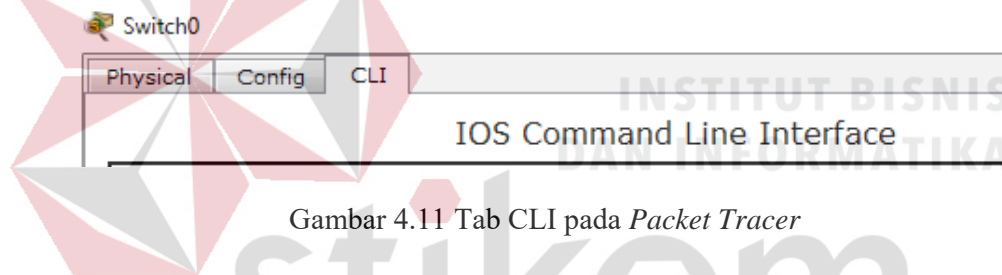 Switch0
Physical Config CLI
INSTITUT BISNIS
IOS Command Line Interface
DAN INFORMATIKA
Gambar 4.11 Tab CLI pada Packet Tracer
stikom